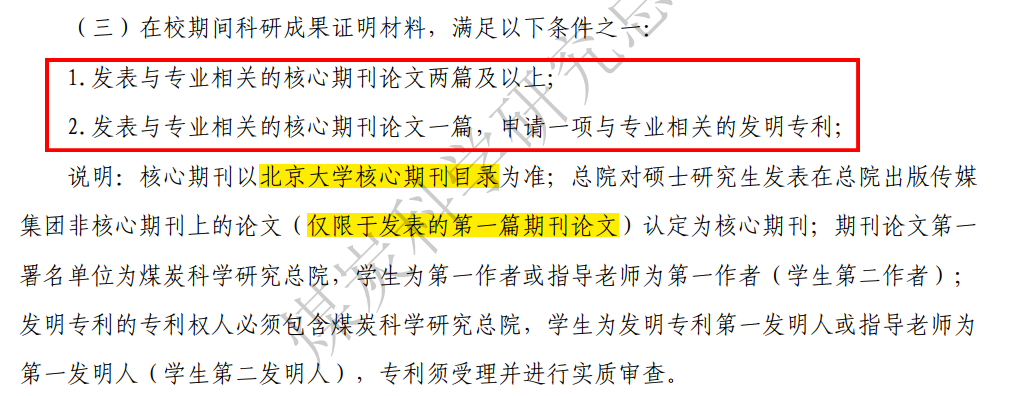 （三）在校期间科研成果证明材料，满足以下条件之一：
1.发表与专业相关的核心期刊论文两篇及以上；
2.发表与专业相关的核心期刊论文一篇，申请一项与专业相关的发明专利；
说明：核心期刊以北京大学核心期刊目录为准；总院对硕士研究生发表在总院出版传媒
集团非核心期刊上的论文（仅限于发表的第一篇期刊论文）认定为核心期刊；期刊论文第一
署名单位为煤炭科学研究总院，学生为第一作者或指导老师为第一作者（学生第二作者）；
发明专利的专利权人必须包含煤炭科学研究总院，学生为发明专利第一发明人或指导老师为
第一发明人（学生第二发明人），专利须受理并进行实质审查。
煤炭科学研究总